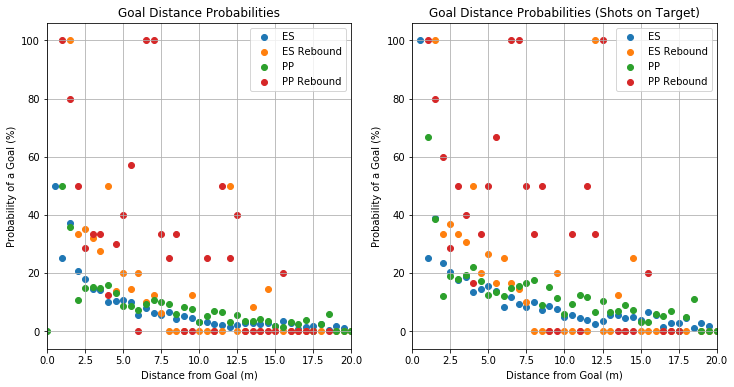 Goal Distance Probabilities
Probability of a Goal (%)
100
80
60
40
20
0
0.0 2.5 5.0 7.5 10.0 12.5 15.0 17.5 20.0
Distance from Goal (m)
ES
ES Rebound
PP
PP Rebound
Goal Distance Probabilities (Shots on Target)
Probability of a Goal (%)
100
80
60
40
20
0
0.0 2.5 5.0 7.5 10.0 12.5 15.0 17.5 20.0
Distance from Goal (m)
ES
ES Rebound
PP
PP Rebound